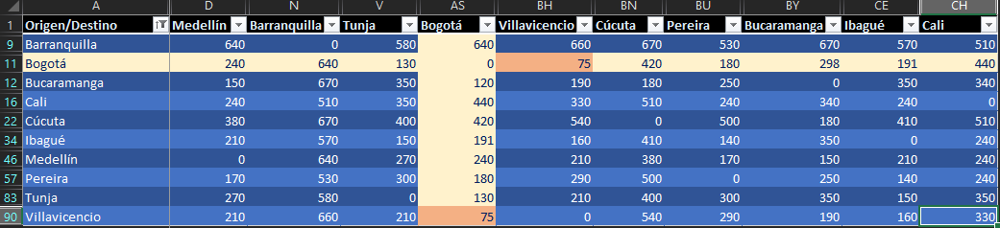 A D N V AS BH BN BU BY CE CH
1 Origen/Destino Medellín Barranquilla Tunja Bogotá Villavicencio Cúcuta Pereira Bucaramanga Ibagué Cali
9 Barranquilla 640 0 580 640 660 670 530 670 570 510
11 Bogotá 240 640 130 0 75 420 180 298 191 440
12 Bucaramanga 150 670 350 120 190 180 250 0 350 340
16 Cali 240 510 350 440 330 510 240 340 240 0
22 Cúcuta 380 670 400 420 540 0 500 180 410 510
34 Ibagué 210 570 150 191 160 410 140 350 0 240
46 Medellín 0 640 270 240 210 380 170 150 210 240
57 Pereira 170 530 300 180 290 500 0 250 140 240
83 Tunja 270 580 0 130 210 400 300 350 150 350
90 Villavicencio 210 660 210 75 0 540 290 190 160 330